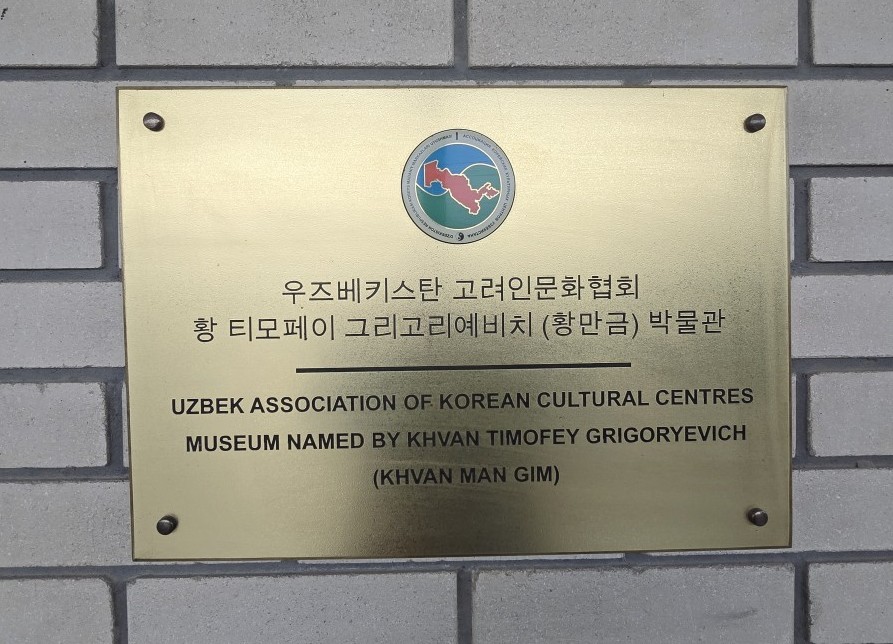 우즈베키스탄 고려인문화협회
황 티모페이 그리고리예비치 (황만금) 박물관
UZBEK ASSOCIATION OF KOREAN CULTURAL CENTRES
MUSEUM NAMED BY KHVAN TIMOFEY GRIGORYEVICH
(KHVAN MAN GIM)